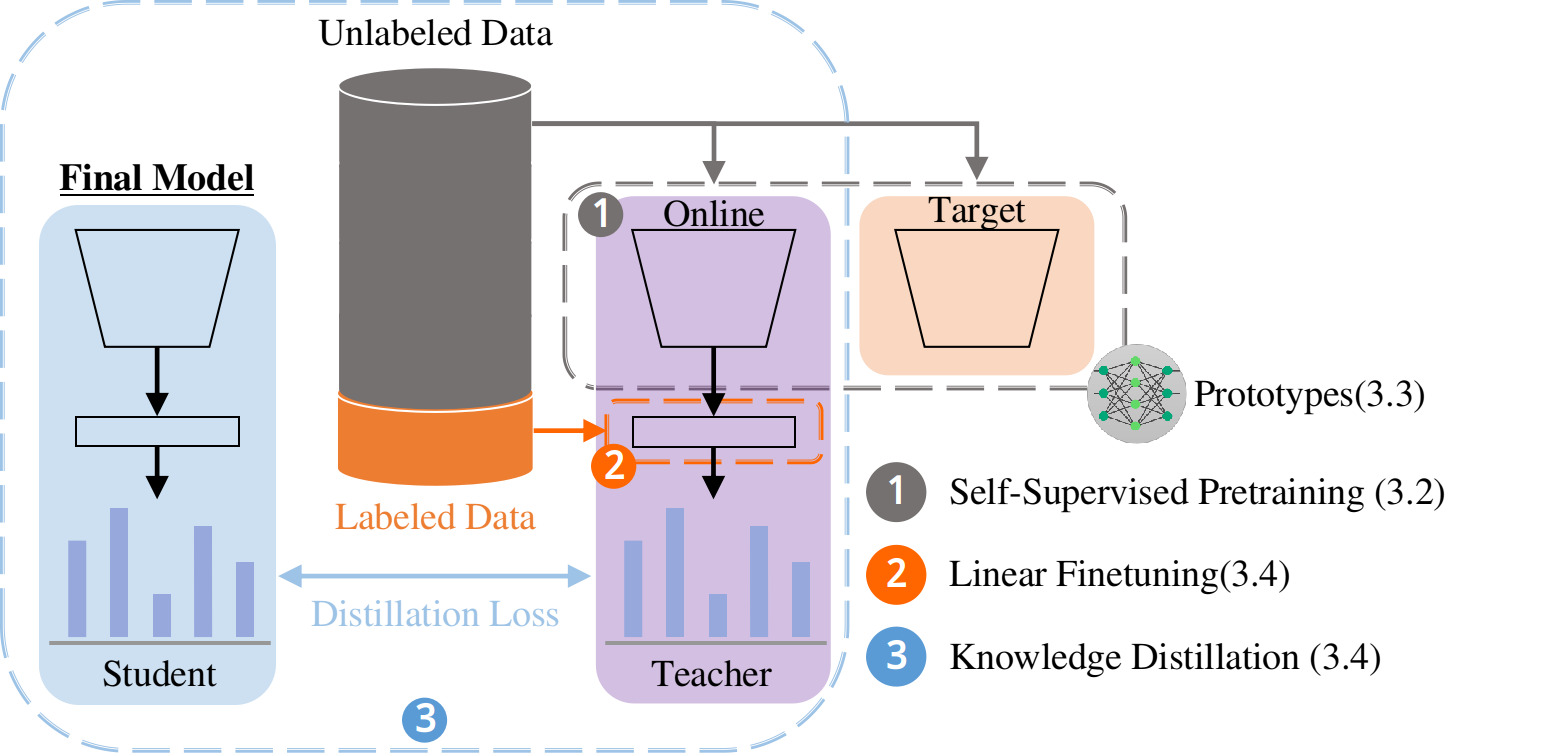 Unlabeled Data
Final Model
1
Online
Target
Prototypes(3.3)
2
Labeled Data
1 Self-Supervised Pretraining (3.2)
2 Linear Finetuning(3.4)
Distillation Loss
3 Knowledge Distillation (3.4)
Student
Teacher
3